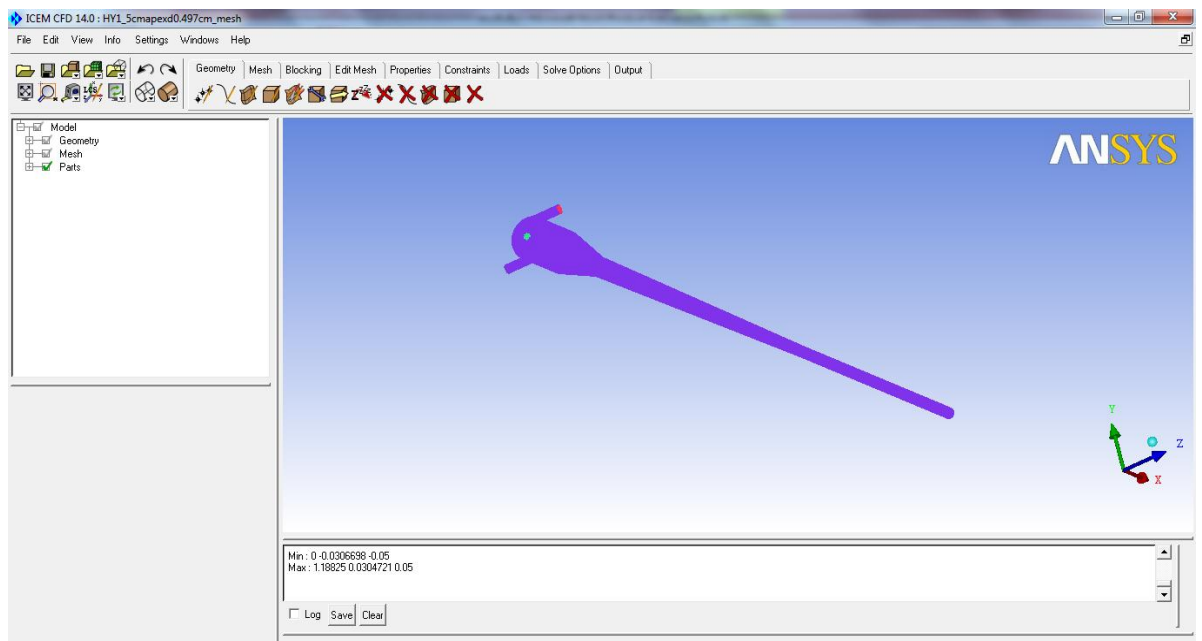 ICEM CFD 14.0 : HY1_5cmapexd0.497cm_mesh
File Edit View Info Settings Windows Help
Geometry Mesh Blocking Edit Mesh Properties Constraints Loads Solve Options Output
LCS
Model
Geometry
Mesh
Parts
ANSYS
Y
Z
X
Min : 0 -0.0306698 -0.05
Max : 1.18825 0.0304721 0.05
Log Save Clear